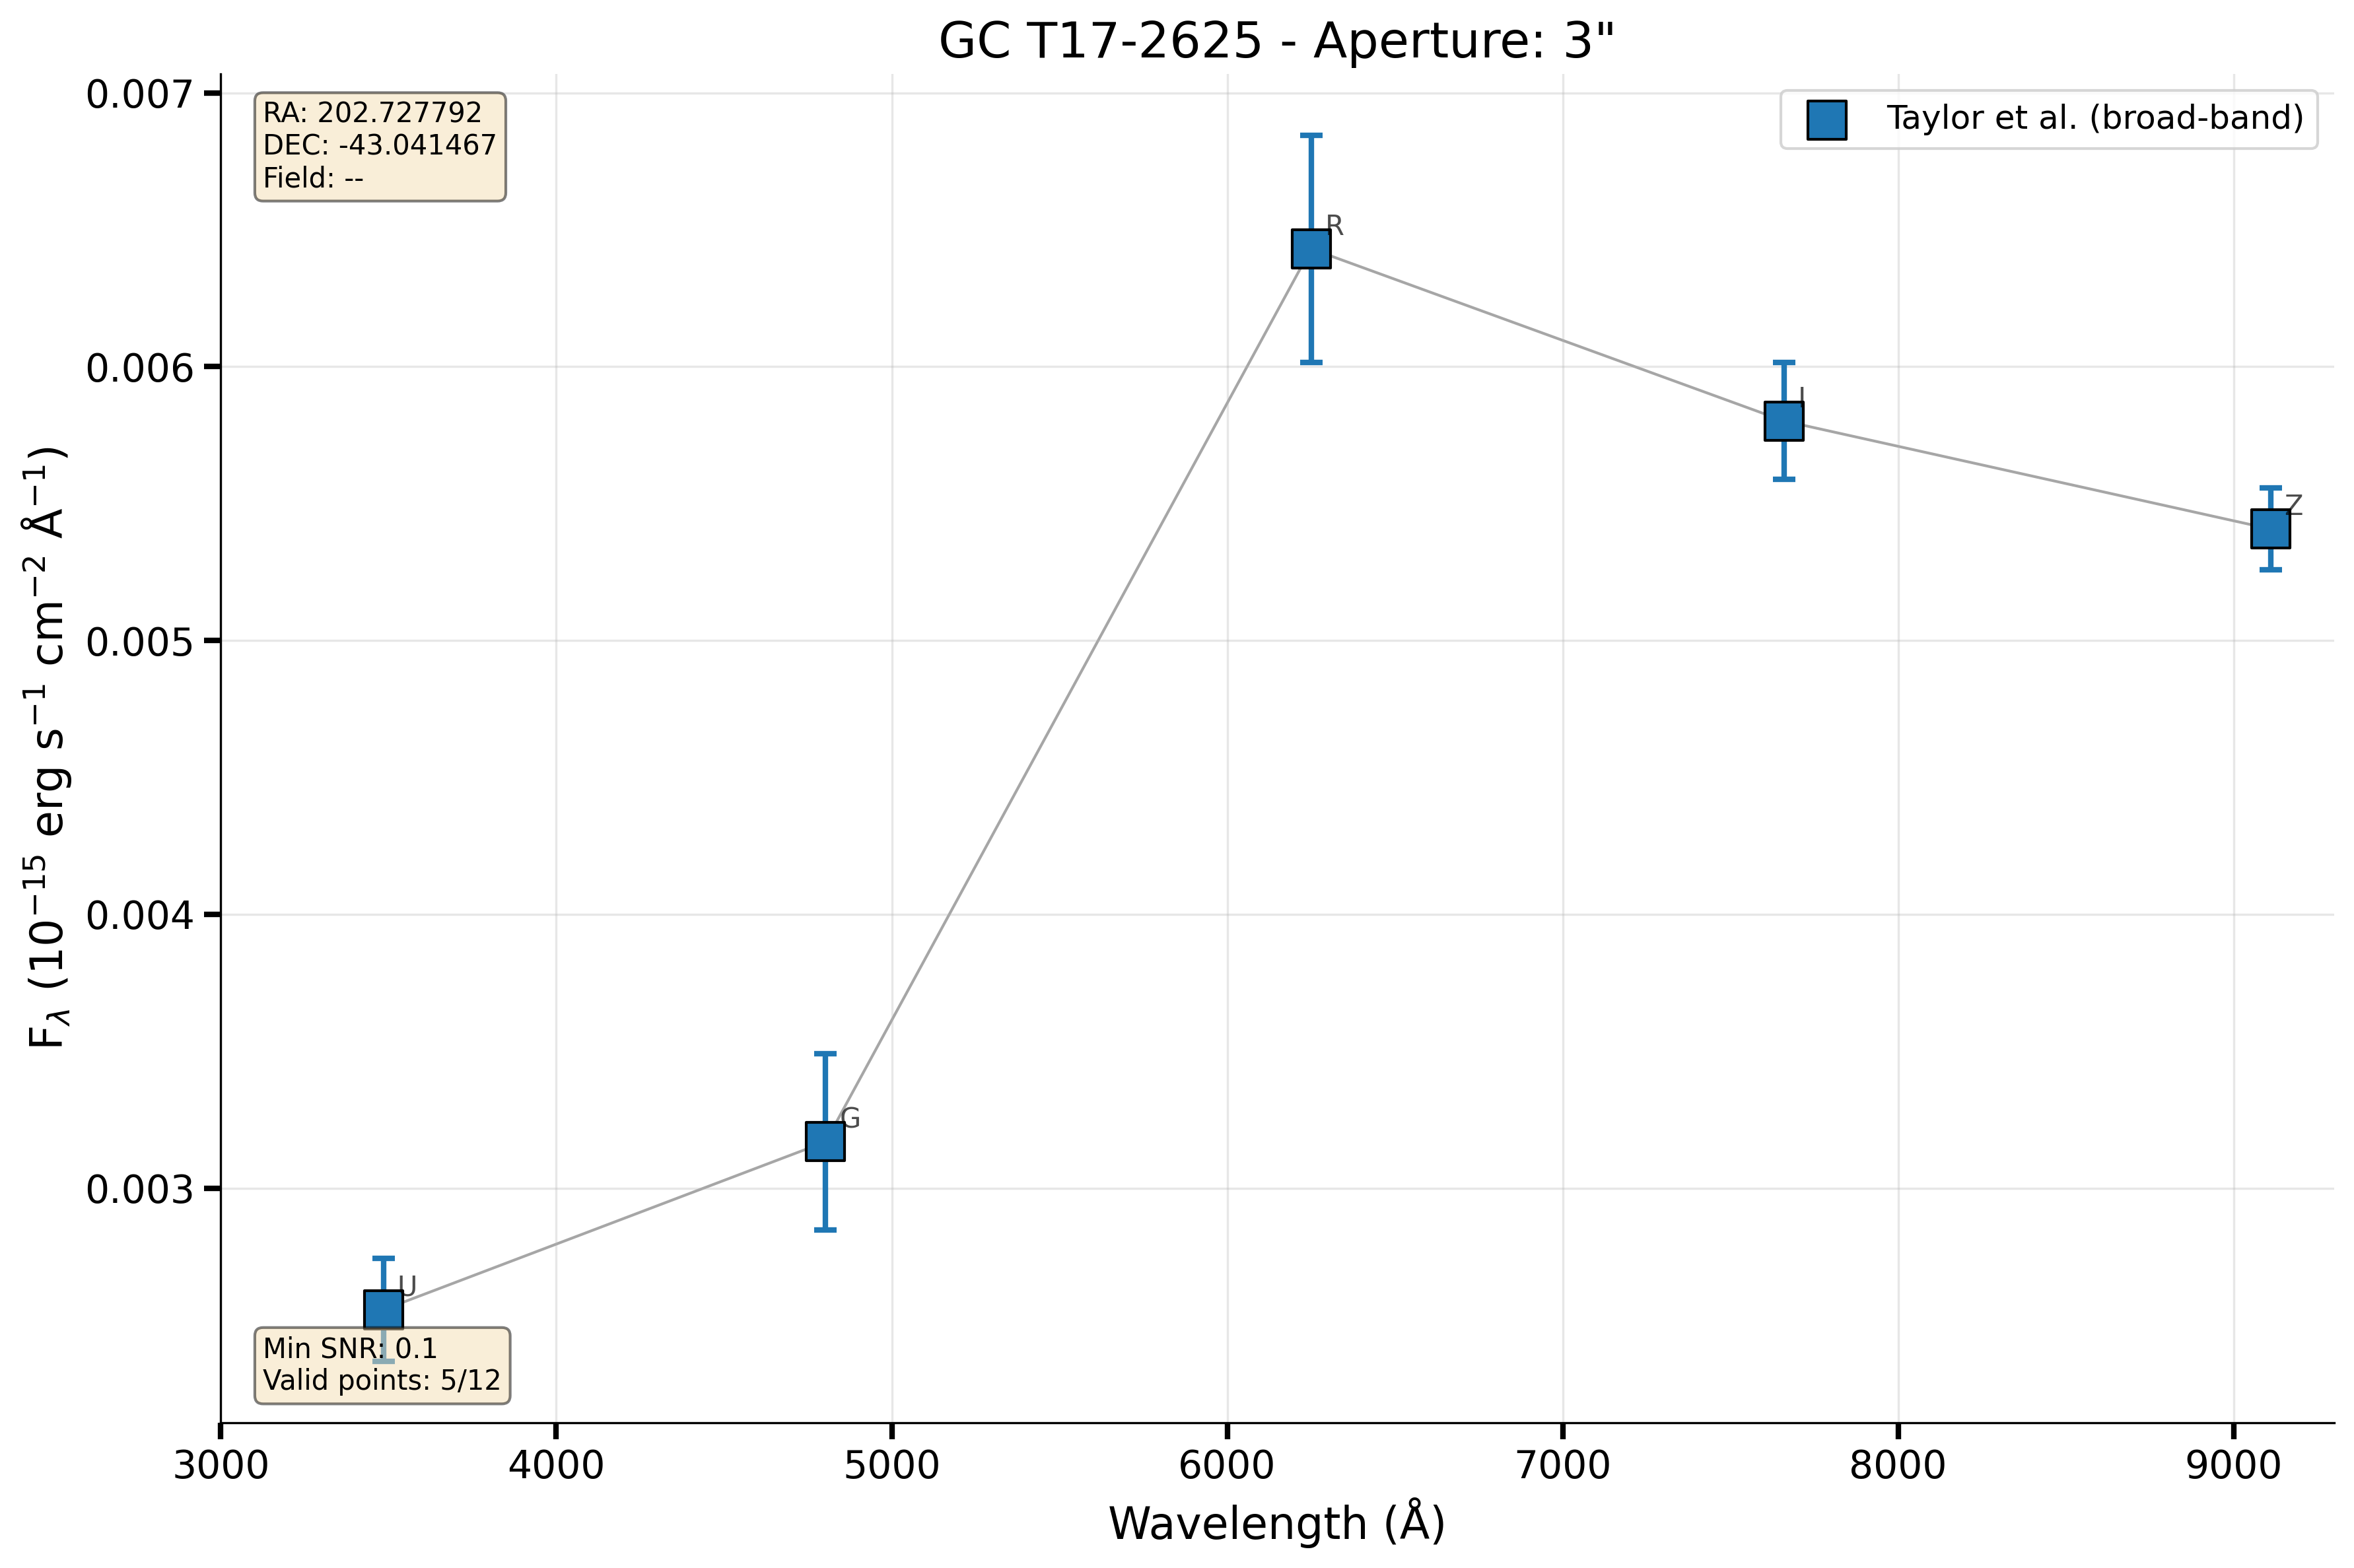 GC T17-2625 - Aperture: 3"
RA: 202.727792
DEC: -43.041467
Field: --
Taylor et al. (broad-band)
0.007
0.006
0.005
0.004
0.003
F_λ (10⁻¹⁵ erg s⁻¹ cm⁻² Å⁻¹)
U
G
R
I
Z
Min SNR: 0.1
Valid points: 5/12
3000 4000 5000 6000 7000 8000 9000
Wavelength (Å)